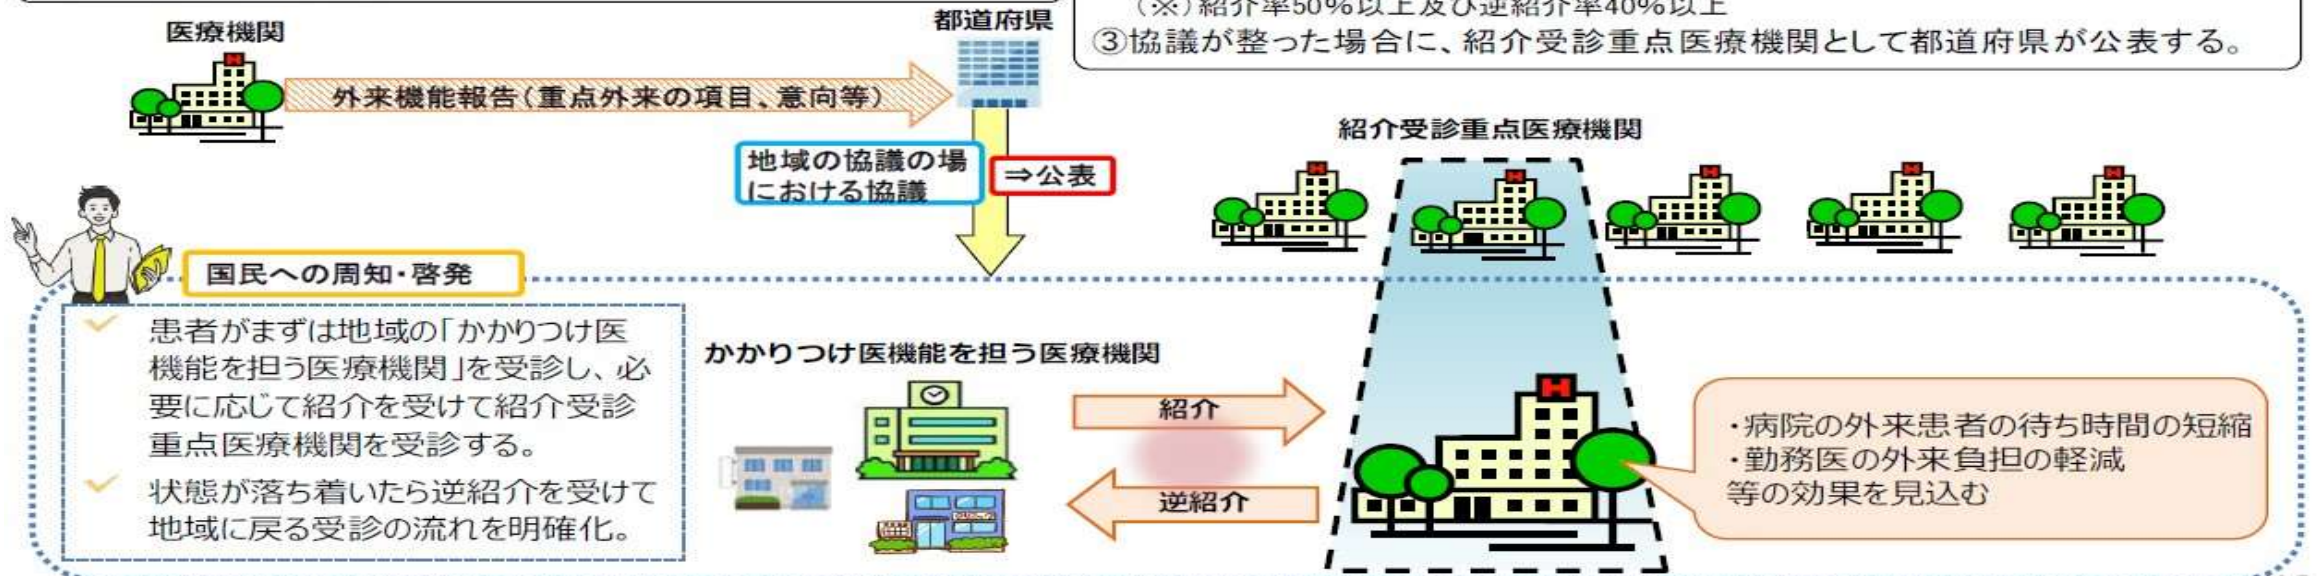 (※)紹介率50%以上及び逆紹介率40%以上
③協議が整った場合に、紹介受診重点医療機関として都道府県が公表する。
医療機関
都道府県
外来機能報告(重点外来の項目、意向等)
地域の協議の場
における協議
⇒公表
紹介受診重点医療機関
国民への周知・啓発
患者がまずは地域の「かかりつけ医
機能を担う医療機関」を受診し、必
要に応じて紹介を受けて紹介受診
重点医療機関を受診する。
状態が落ち着いたら逆紹介を受けて
地域に戻る受診の流れを明確化。
かかりつけ医機能を担う医療機関
紹介
逆紹介
・病院の外来患者の待ち時間の短縮
・勤務医の外来負担の軽減
等の効果を見込む